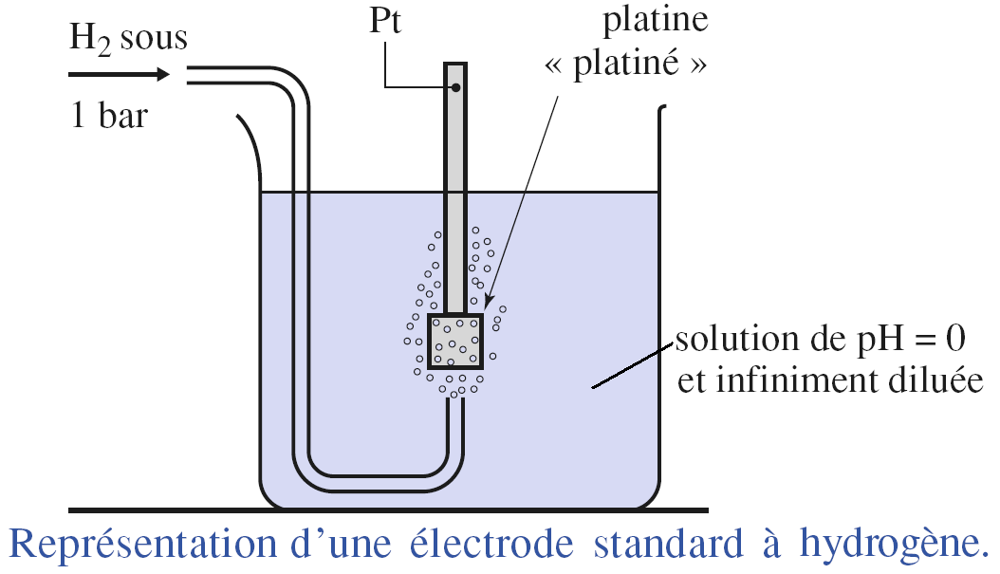 H₂ sous
1 bar
Pt
platine
« platiné »
solution de pH = 0
et infiniment diluée
Représentation d’une électrode standard à hydrogène.